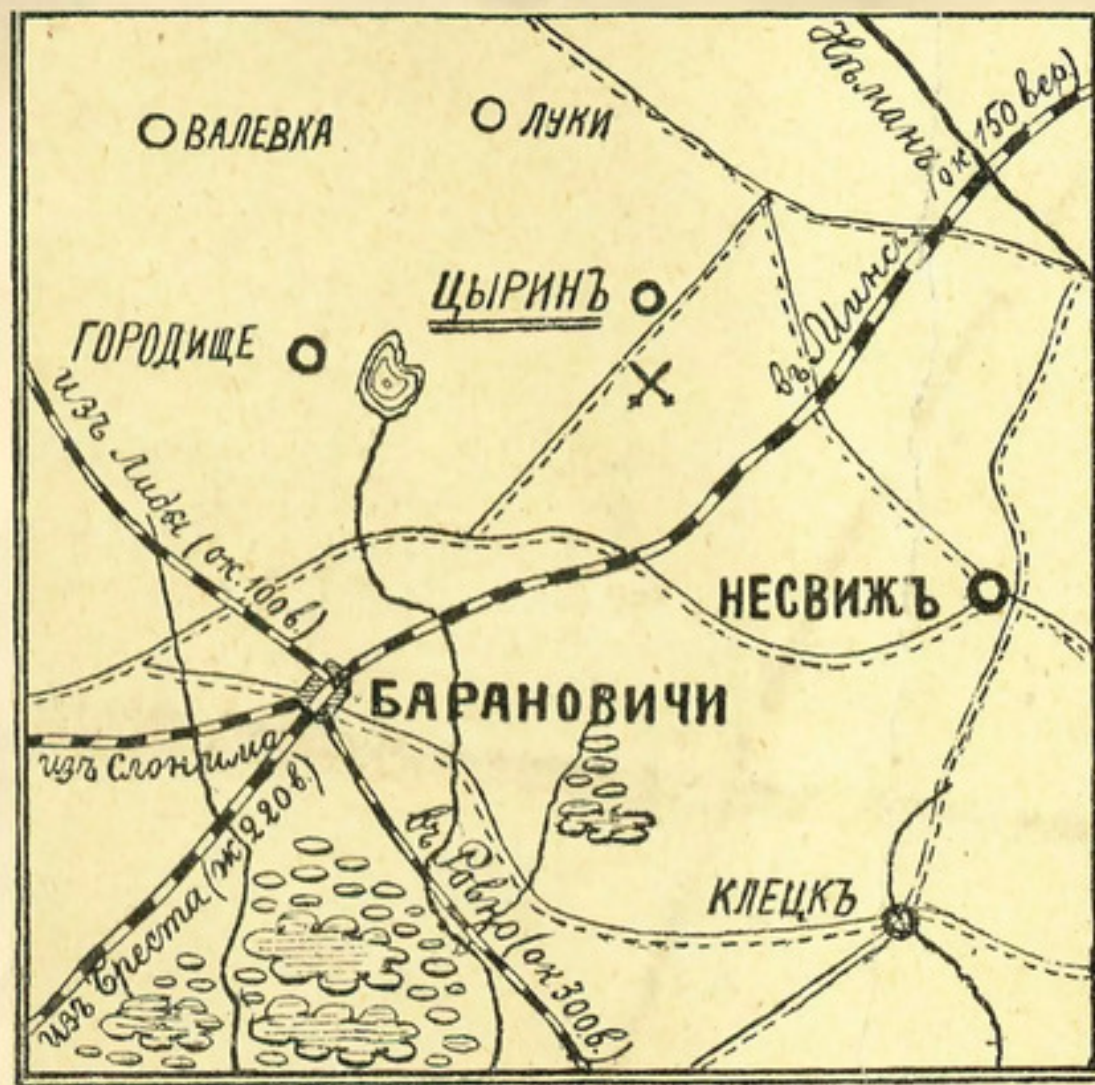 Нѣманъ
(ок 150 вер.)
ВАЛЕВКА
ЛУКИ
ЦЫРИНЪ
ГОРОДИЩЕ
въ Минскъ
изъ Лиды (ок. 100 в.)
НЕСВИЖЪ
БАРАНОВИЧИ
изъ Слонима
изъ Бреста (ж 220 в.)
въ Ровно (ок 300 в.)
КЛЕЦКЪ